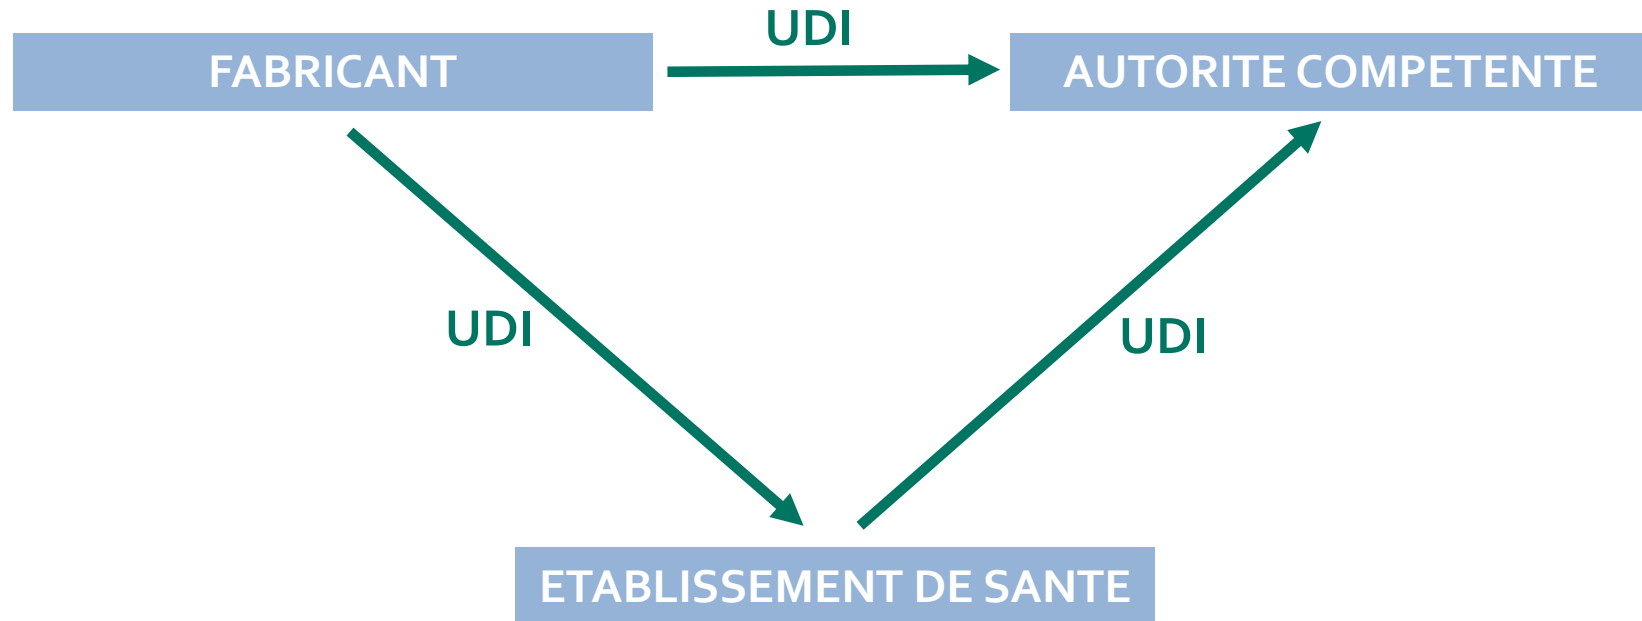 UDI
FABRICANT
AUTORITE COMPETENTE
UDI
UDI
ETABLISSEMENT DE SANTE